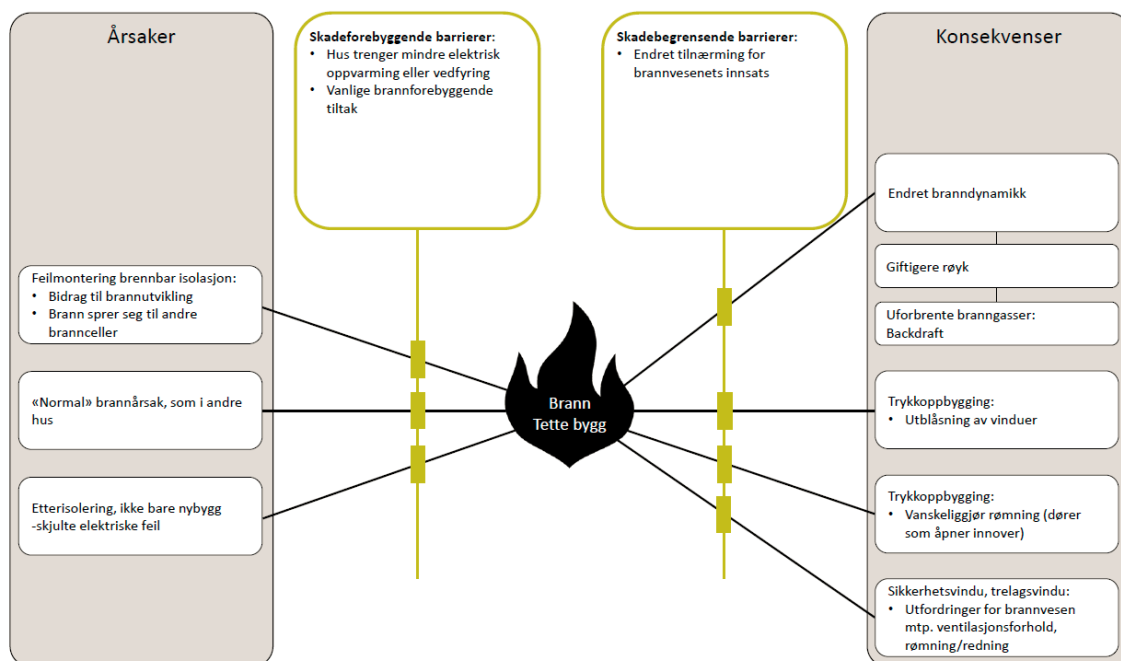 Årsaker
Feilmontering brennbar isolasjon:
• Bidrag til brannutvikling
• Brann sprer seg til andre
brannceller
«Normal» brannårsak, som i andre
hus
Etterisolering, ikke bare nybygg
-skjulte elektriske feil
Skadeforebyggende barrierer:
• Hus trenger mindre elektrisk
oppvarming eller vedfyring
• Vanlige brannforebyggende
tiltak
Brann
Tette bygg
Skadebegrensende barrierer:
• Endret tilnærming for
brannvesenets innsats
Konsekvenser
Endret branndynamikk
Giftigere røyk
Uforbrente branngasser:
Backdraft
Trykkoppbygging:
• Utblåsning av vinduer
Trykkoppbygging:
• Vanskeliggjør rømning (dører
som åpner innover)
Sikkerhetsvindu, trelagsvindu:
• Utfordringer for brannvesen
mtp. ventilasjonsforhold,
rømning/redning